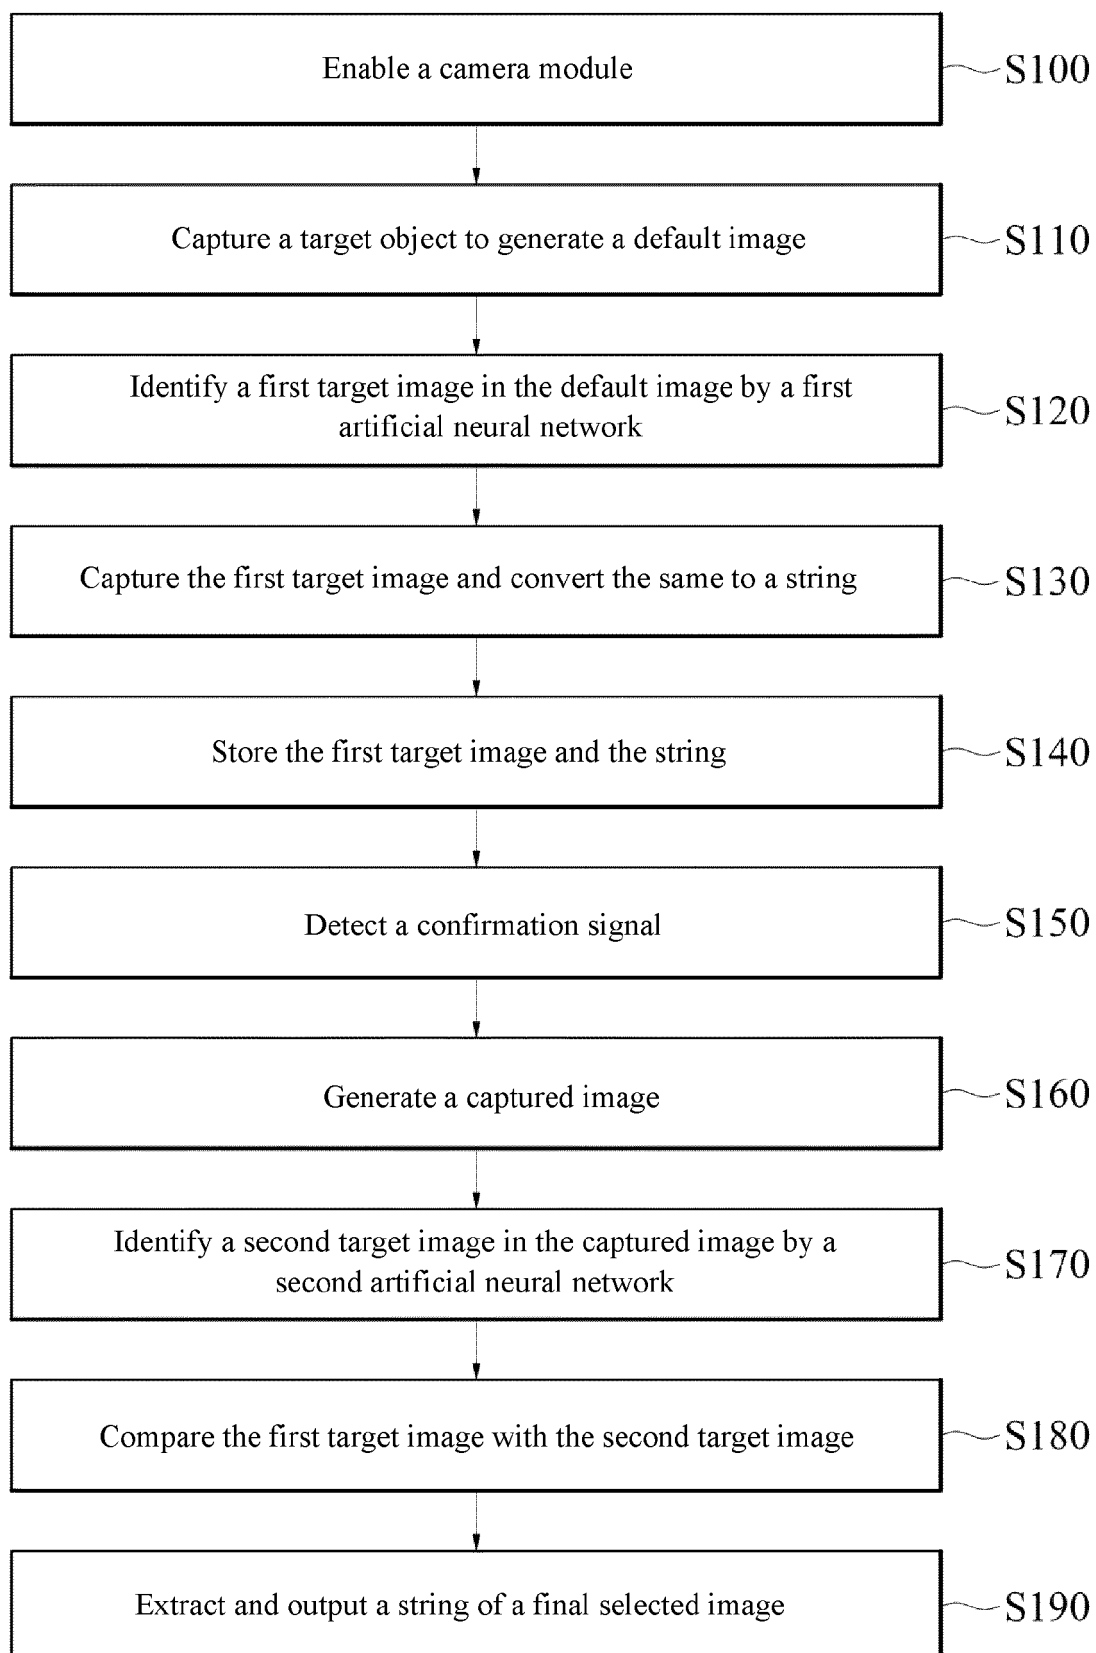 Enable a camera module
S100
Capture a target object to generate a default image
S110
Identify a first target image in the default image by a first
artificial neural network
S120
Capture the first target image and convert the same to a string
S130
Store the first target image and the string
S140
Detect a confirmation signal
S150
Generate a captured image
S160
Identify a second target image in the captured image by a
second artificial neural network
S170
Compare the first target image with the second target image
S180
Extract and output a string of a final selected image
S190